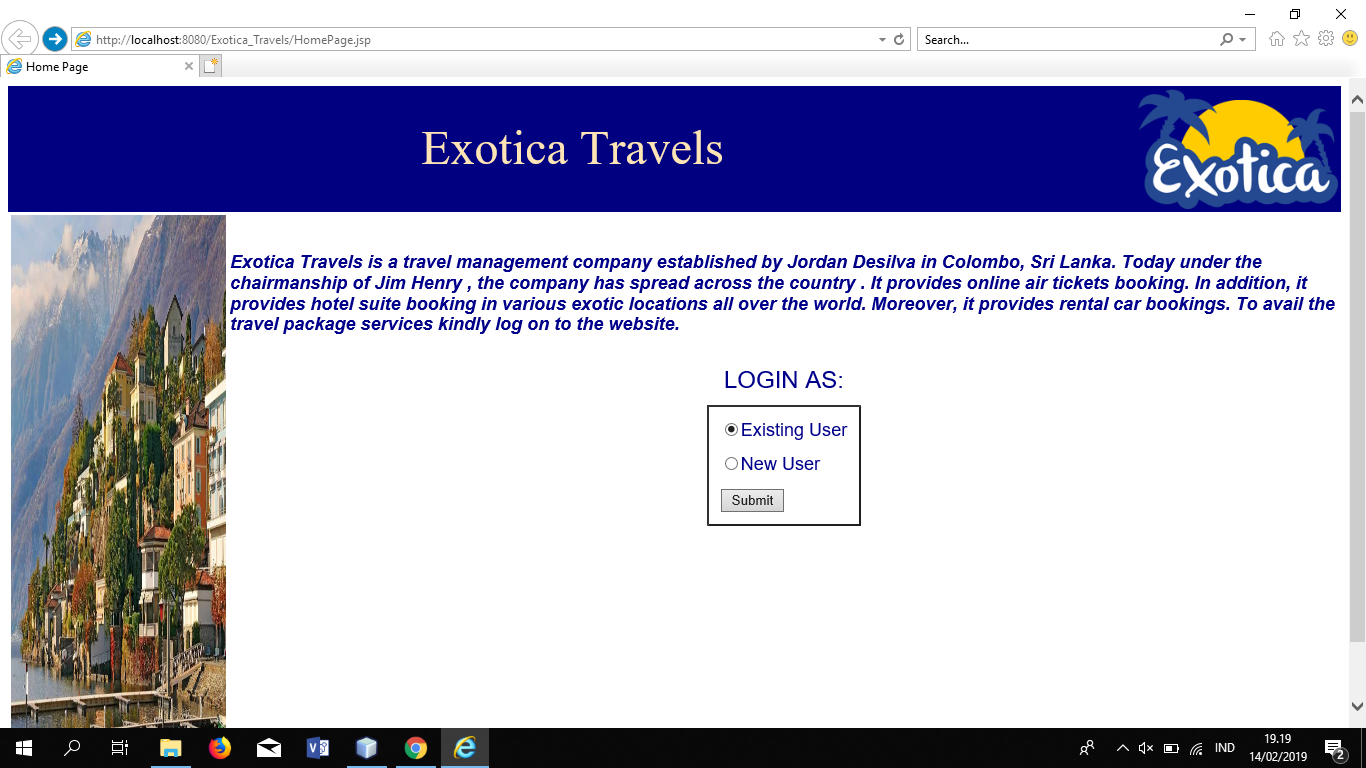 http://localhost:8080/Exotica_Travels/HomePage.jsp
Search...
Home Page
Exotica Travels
Exotica
Exotica Travels is a travel management company established by Jordan Desilva in Colombo, Sri Lanka. Today under the
chairmanship of Jim Henry , the company has spread across the country . It provides online air tickets booking. In addition, it
provides hotel suite booking in various exotic locations all over the world. Moreover, it provides rental car bookings. To avail the
travel package services kindly log on to the website.
LOGIN AS:
Existing User
New User
Submit
IND
19.19
14/02/2019
2